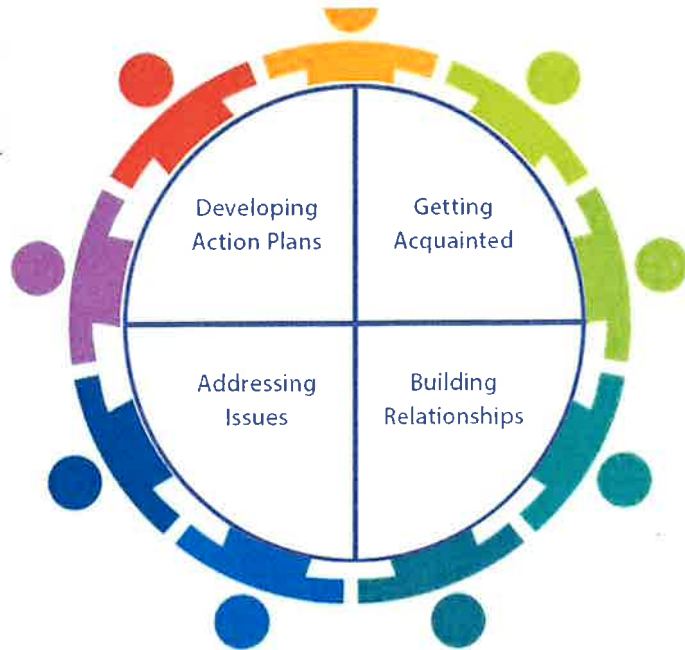 Developing
Action Plans
Getting
Acquainted
Addressing
Issues
Building
Relationships